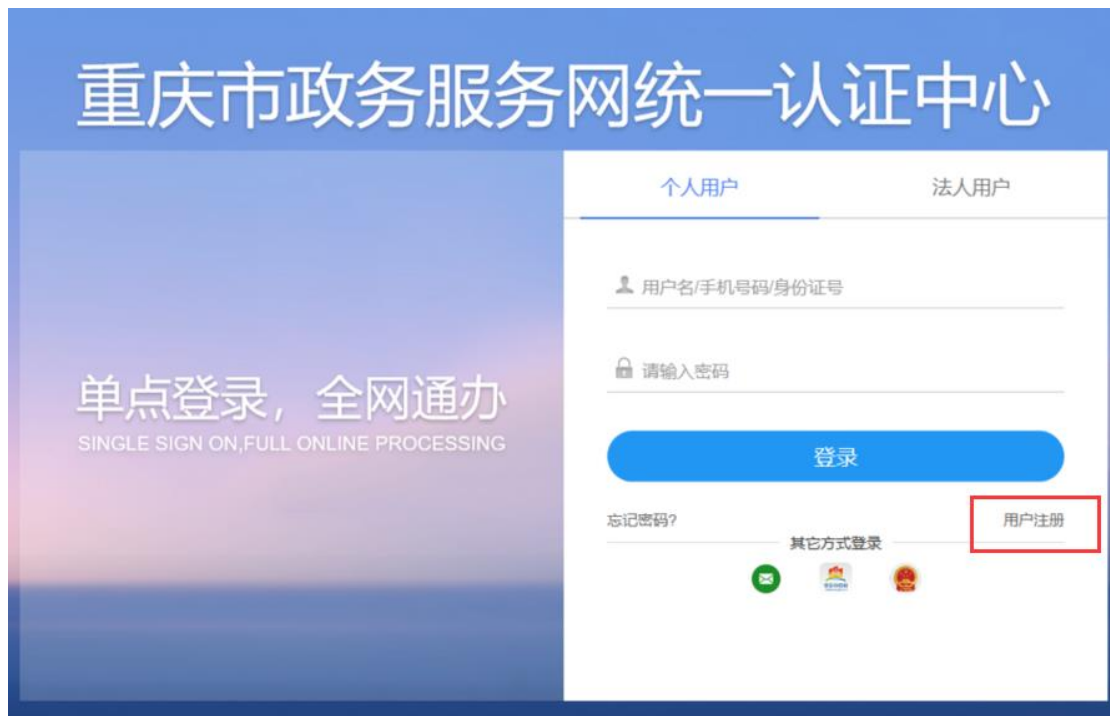 重庆市政务服务网统一认证中心
个人用户
法人用户
用户名/手机号码/身份证号
请输入密码
单点登录，全网通办
SINGLE SIGN ON,FULL ONLINE PROCESSING
登录
忘记密码?
用户注册
其它方式登录